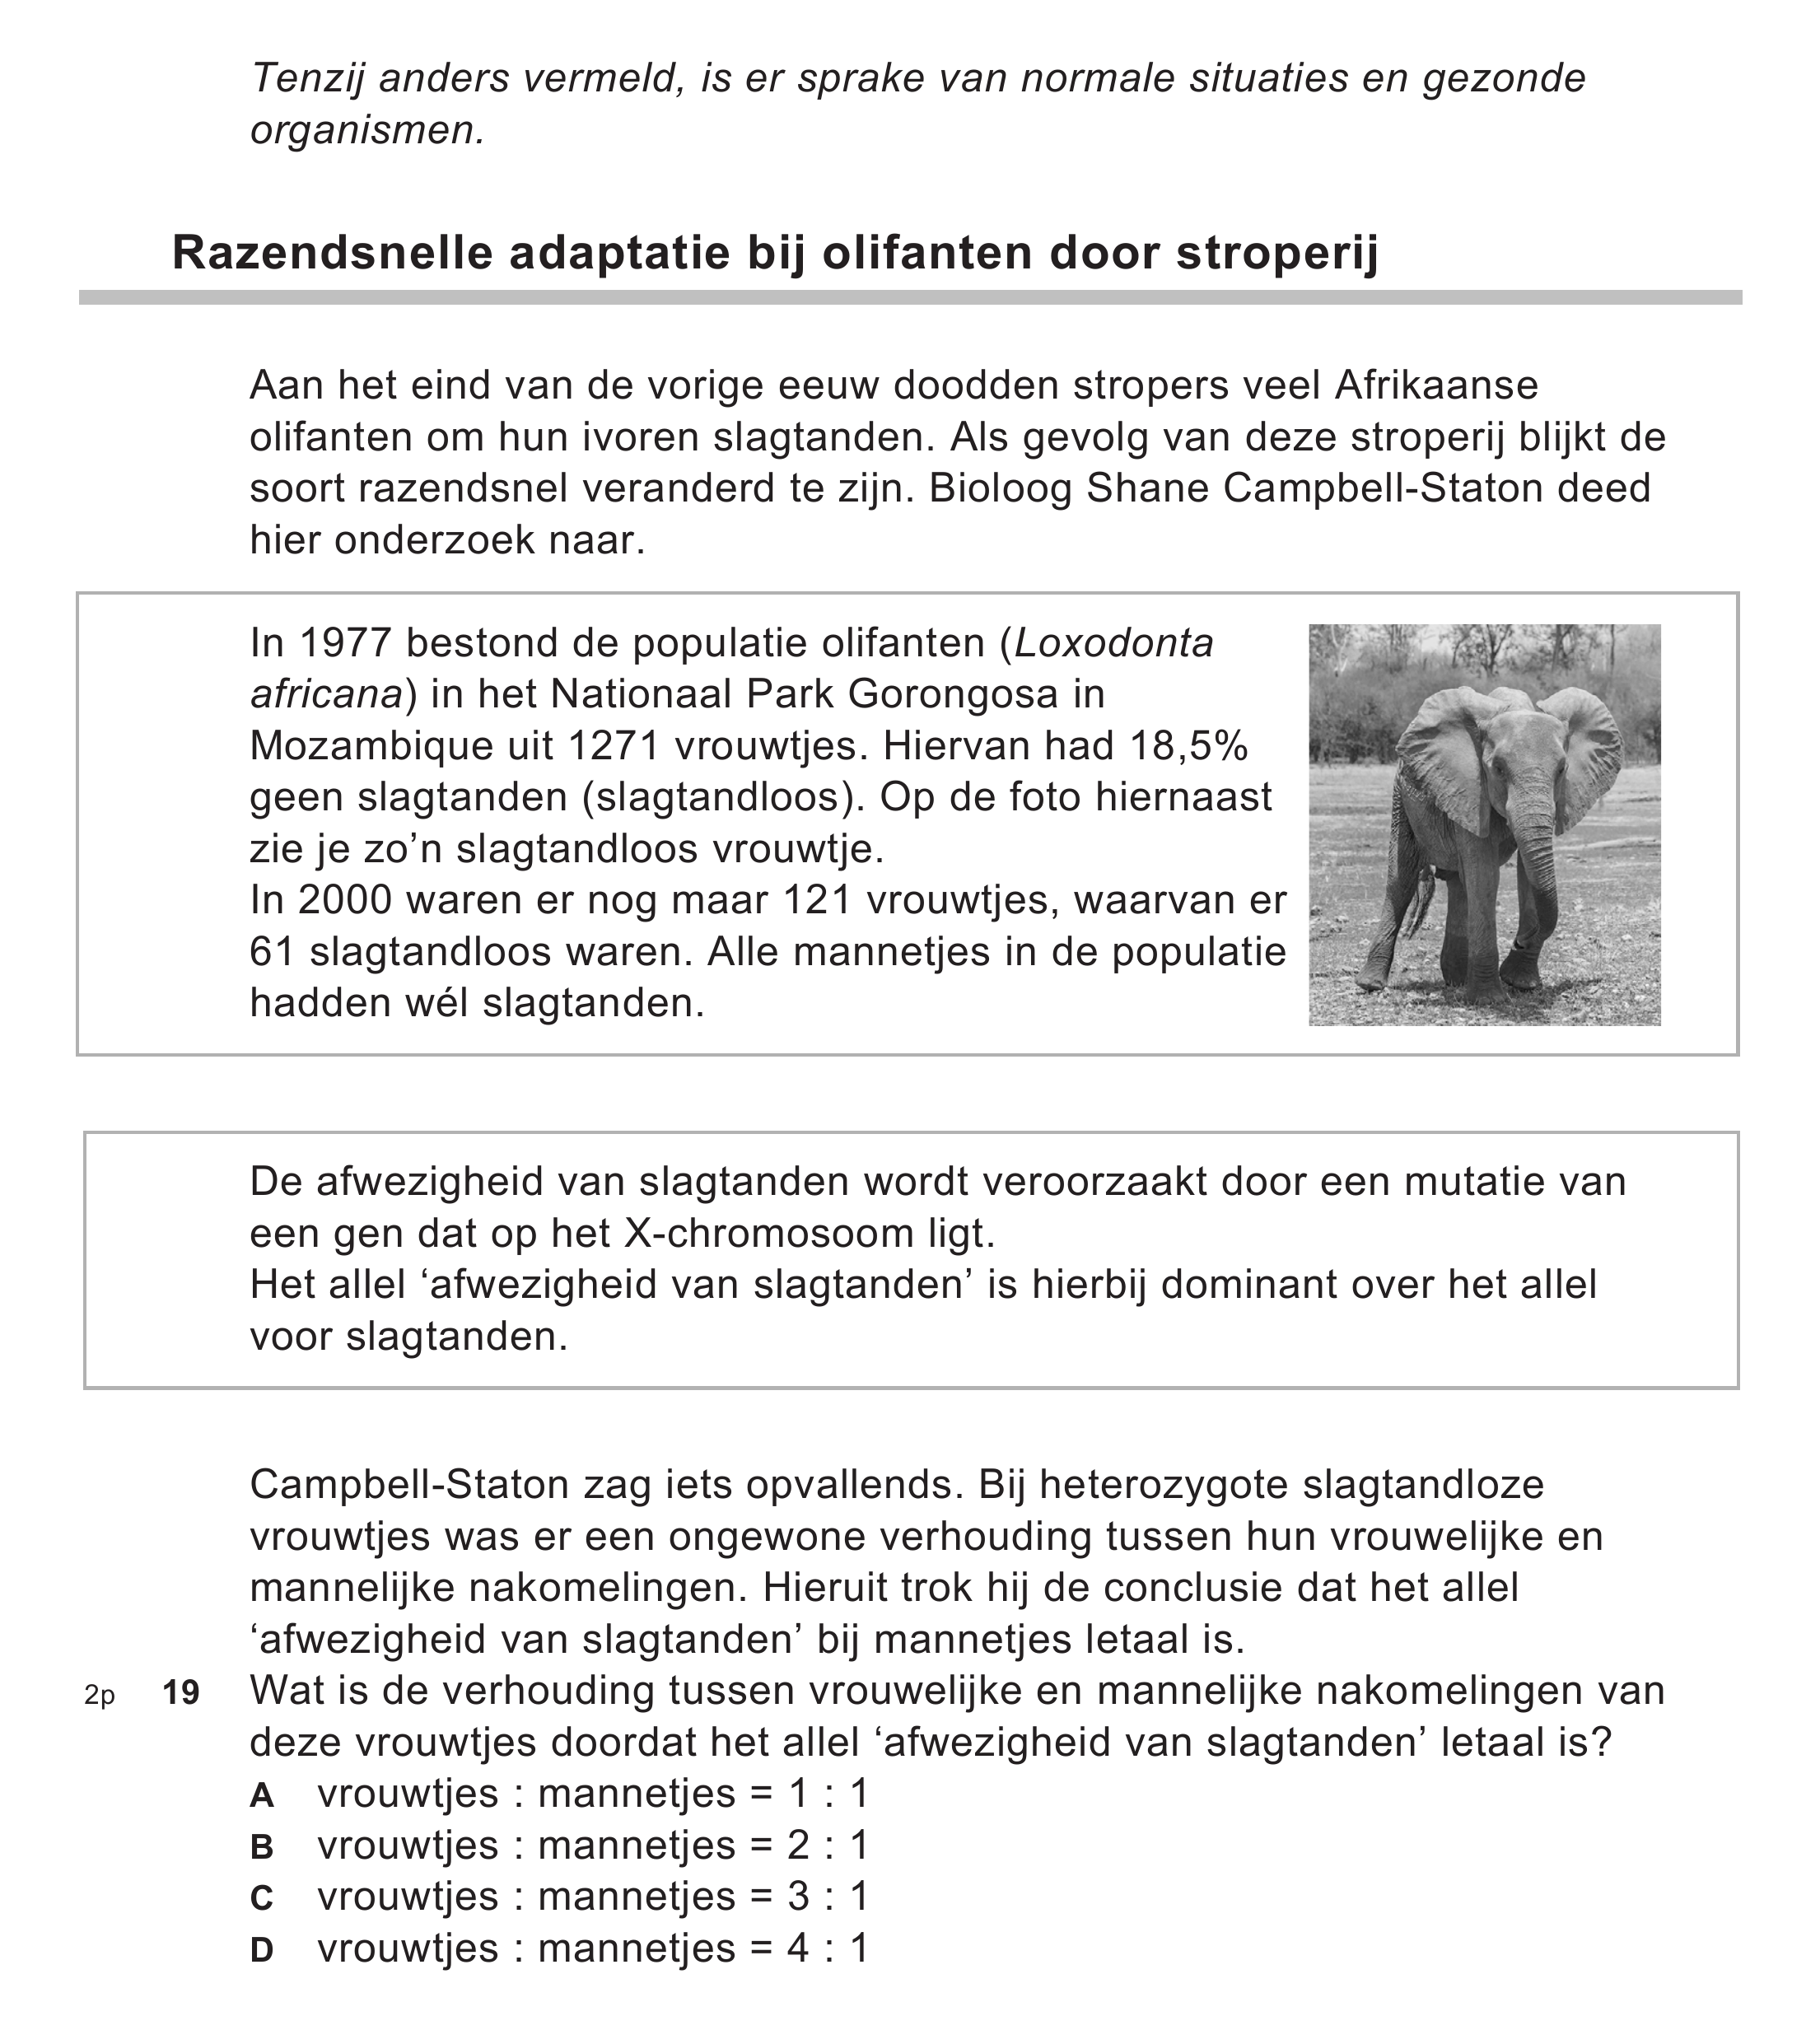 Tenzij anders vermeld, is er sprake van normale situaties en gezonde
organismen.
Razendsnelle adaptatie bij olifanten door stroperij
Aan het eind van de vorige eeuw doodden stropers veel Afrikaanse
olifanten om hun ivoren slagtanden. Als gevolg van deze stroperij blijkt de
soort razendsnel veranderd te zijn. Bioloog Shane Campbell-Staton deed
hier onderzoek naar.
In 1977 bestond de populatie olifanten (Loxodonta
africana) in het Nationaal Park Gorongosa in
Mozambique uit 1271 vrouwtjes. Hiervan had 18,5%
geen slagtanden (slagtandloos). Op de foto hiernaast
zie je zo’n slagtandloos vrouwtje.
In 2000 waren er nog maar 121 vrouwtjes, waarvan er
61 slagtandloos waren. Alle mannetjes in de populatie
hadden wél slagtanden.
De afwezigheid van slagtanden wordt veroorzaakt door een mutatie van
een gen dat op het X-chromosoom ligt.
Het allel ‘afwezigheid van slagtanden’ is hierbij dominant over het allel
voor slagtanden.
Campbell-Staton zag iets opvallends. Bij heterozygote slagtandloze
vrouwtjes was er een ongewone verhouding tussen hun vrouwelijke en
mannelijke nakomelingen. Hieruit trok hij de conclusie dat het allel
‘afwezigheid van slagtanden’ bij mannetjes letaal is.
2p 19 Wat is de verhouding tussen vrouwelijke en mannelijke nakomelingen van
deze vrouwtjes doordat het allel ‘afwezigheid van slagtanden’ letaal is?
A vrouwtjes : mannetjes = 1 : 1
B vrouwtjes : mannetjes = 2 : 1
C vrouwtjes : mannetjes = 3 : 1
D vrouwtjes : mannetjes = 4 : 1